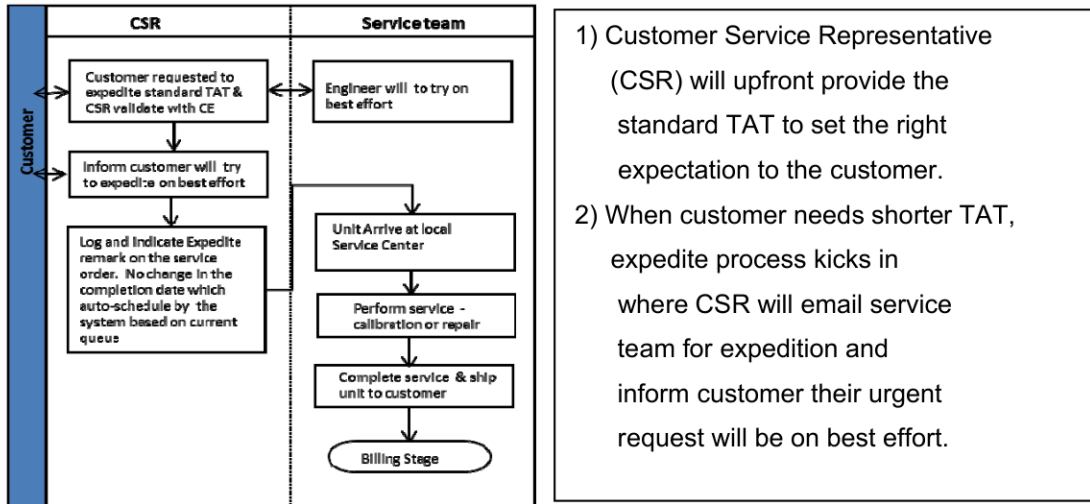 CSR
Service team
Customer
Customer requested to
expedite standard TAT &
CSR validate with CE
Engineer will to try on
best effort
Inform customer will try
to expedite on best effort
Log and indicate Expedite
remark on the service
order. No change in the
completion date which
auto-schedule by the
system based on current
queue
Unit Arrive at local
Service Center
Perform service -
calibration or repair
Complete service & ship
unit to customer
Billing Stage
1) Customer Service Representative
(CSR) will upfront provide the
standard TAT to set the right
expectation to the customer.
2) When customer needs shorter TAT,
expedite process kicks in
where CSR will email service
team for expedition and
inform customer their urgent
request will be on best effort.